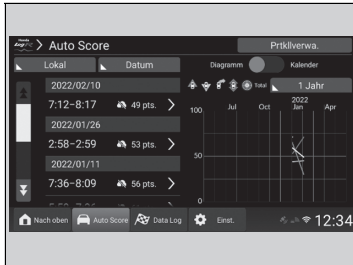 Honda
LogR Auto Score Prtkllverwa.
Lokal Datum Diagramm Kalender
Total 1 Jahr
2022/02/10
7:12–8:17 49 pts.
2022/01/26
2:58–2:59 53 pts.
2022/01/11
7:36–8:09 56 pts.
100 Jul Oct 2022 Jan Apr
50
0
Nach oben Auto Score Data Log Einst. 12:34